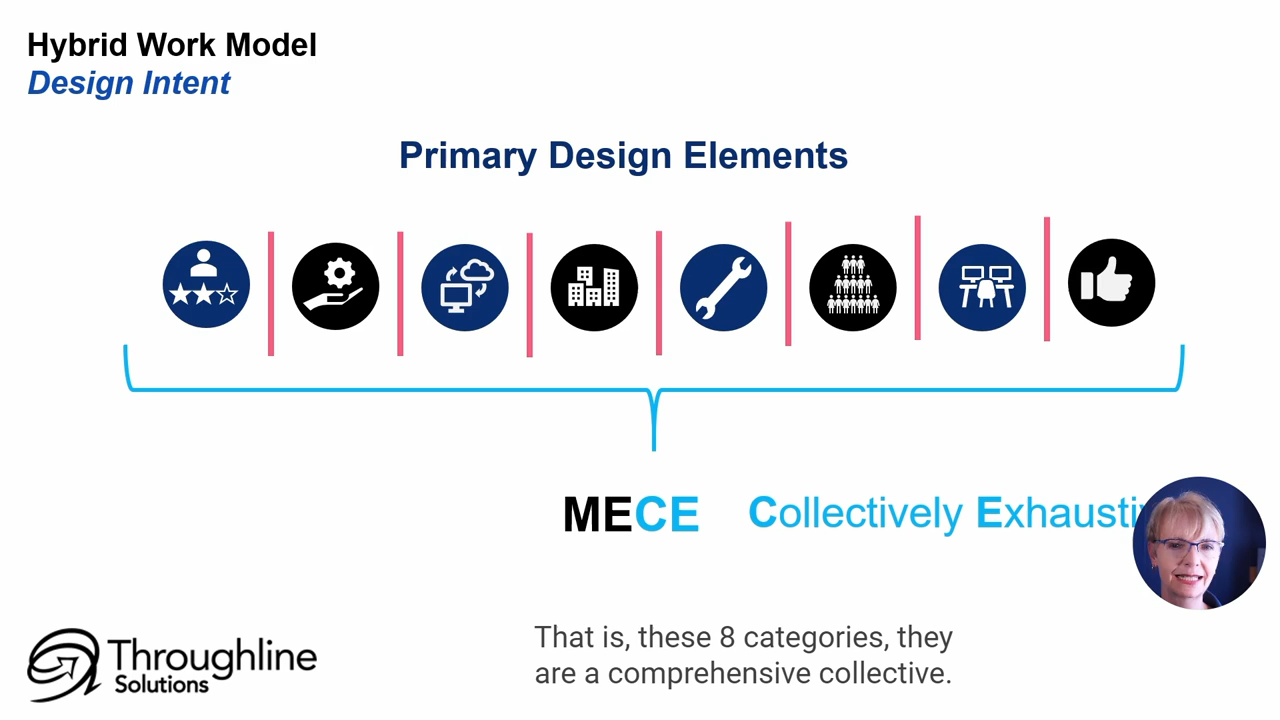 Hybrid Work Model
Design Intent
Primary Design Elements
MECE Collectively
That is, these 8 categories, they
are a comprehensive collective.
Throughline
Solutions